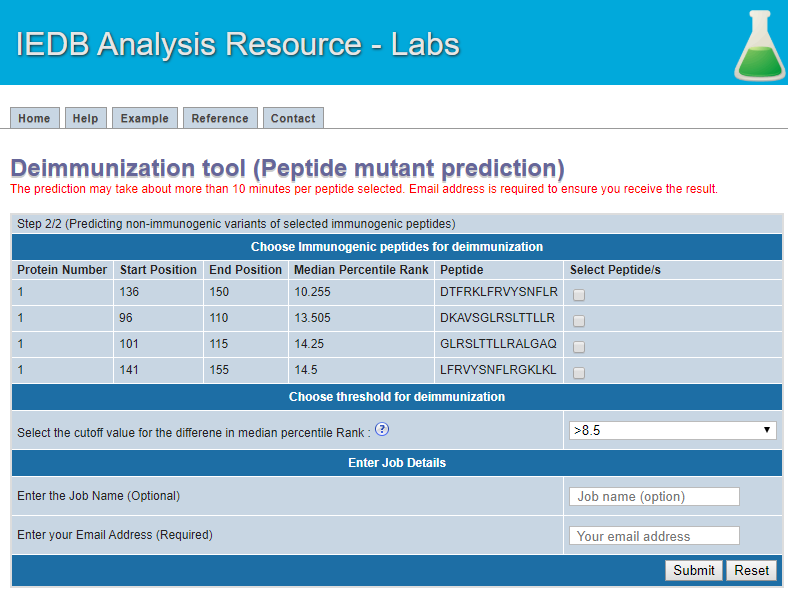 IEDB Analysis Resource - Labs
Home Help Example Reference Contact
Deimmunization tool (Peptide mutant prediction)
The prediction may take about more than 10 minutes per peptide selected. Email address is required to ensure you receive the result.
Step 2/2 (Predicting non-immunogenic variants of selected immunogenic peptides)
Choose Immunogenic peptides for deimmunization
Protein Number Start Position End Position Median Percentile Rank Peptide Select Peptide/s
1 136 150 10.255 DTFRKLFRVYSNFLR
1 96 110 13.505 DKAVSGLRSLTTLLR
1 101 115 14.25 GLRSLTTLLRALGAQ
1 141 155 14.5 LFRVYSNFLRGKLKL
Choose threshold for deimmunization
Select the cutoff value for the differene in median percentile Rank : ? >8.5
Enter Job Details
Enter the Job Name (Optional) Job name (option)
Enter your Email Address (Required) Your email address
Submit Reset